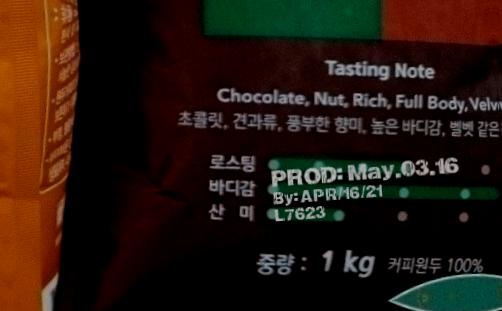 Tasting Note
Chocolate, Nut, Rich, Full Body, Velv
초콜릿, 견과류, 풍부한 향미, 높은 바디감, 벨벳 같은
로스팅
PROD: May.03.16
바디감
By: APR/16/21
산 미
L7623
중량 : 1 kg 커피원두 100%